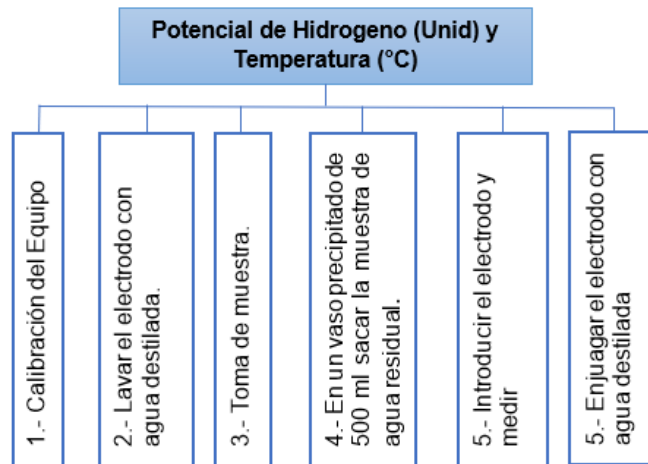 Potencial de Hidrogeno (Unid) y
Temperatura (°C)
1.- Calibración del Equipo
2.- Lavar el electrodo con
agua destilada.
3.- Toma de muestra.
4.- En un vaso precipitado de
500 ml sacar la muestra de
agua residual.
5.- Introducir el electrodo y
medir
5.- Enjuagar el electrodo con
agua destilada